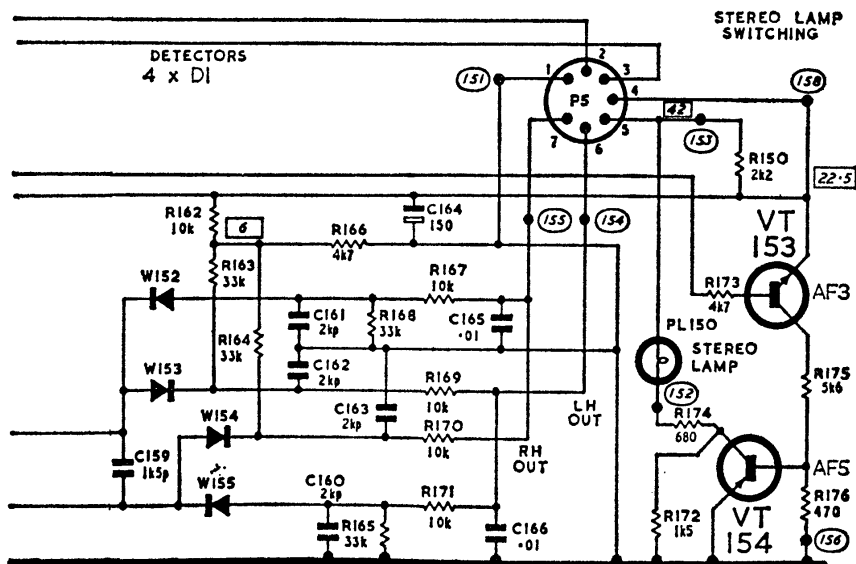 STEREO LAMP
SWITCHING
DETECTORS
4 x D1
151
1
2
3
4
5
6
7
P5
158
42
153
R150
2k2
22·5
R162
10k
6
C164
150
155
154
VT
153
R166
4k7
R163
33k
W152
R167
10k
R173
4k7
AF3
C161
2kp
R168
33k
C165
·01
PL150
STEREO
LAMP
R164
33k
C162
2kp
W153
R169
10k
R175
5k6
C163
2kp
LH
OUT
152
W154
R170
10k
R174
680
RH
OUT
C159
1k5p
AF5
W155
C160
2kp
R171
10k
R176
470
R165
33k
C166
·01
R172
1k5
VT
154
156